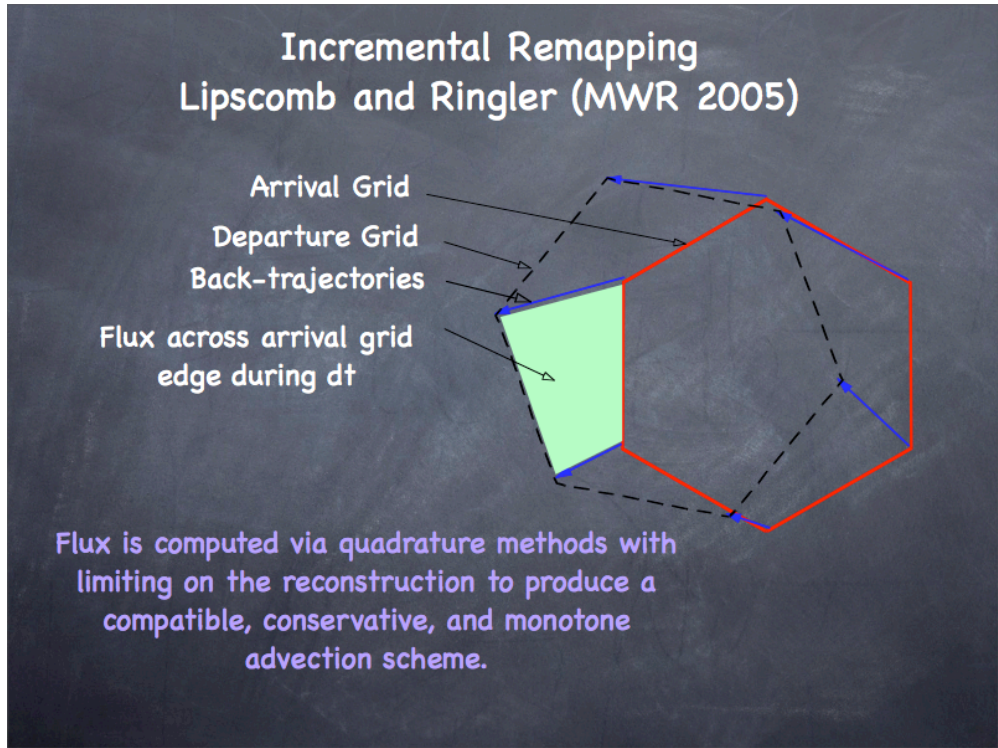 Incremental Remapping
Lipscomb and Ringler (MWR 2005)
Arrival Grid
Departure Grid
Back-trajectories
Flux across arrival grid
edge during dt
Flux is computed via quadrature methods with
limiting on the reconstruction to produce a
compatible, conservative, and monotone
advection scheme.